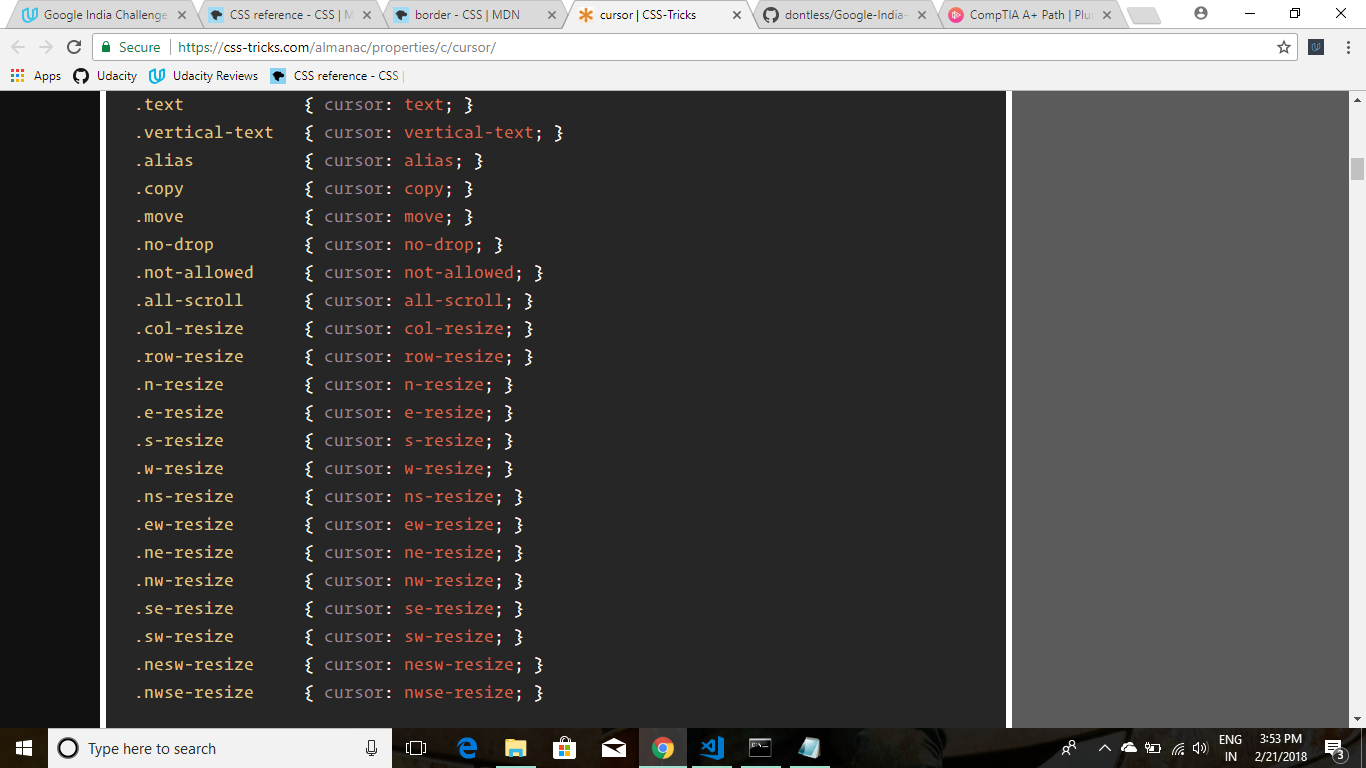 Google India Challenge
CSS reference - CSS | M
border - CSS | MDN
cursor | CSS-Tricks
dontless/Google-India-
CompTIA A+ Path | Plur
Secure
https://css-tricks.com/almanac/properties/c/cursor/
Apps
Udacity
Udacity Reviews
CSS reference - CSS |
.text { cursor: text; }
.vertical-text { cursor: vertical-text; }
.alias { cursor: alias; }
.copy { cursor: copy; }
.move { cursor: move; }
.no-drop { cursor: no-drop; }
.not-allowed { cursor: not-allowed; }
.all-scroll { cursor: all-scroll; }
.col-resize { cursor: col-resize; }
.row-resize { cursor: row-resize; }
.n-resize { cursor: n-resize; }
.e-resize { cursor: e-resize; }
.s-resize { cursor: s-resize; }
.w-resize { cursor: w-resize; }
.ns-resize { cursor: ns-resize; }
.ew-resize { cursor: ew-resize; }
.ne-resize { cursor: ne-resize; }
.nw-resize { cursor: nw-resize; }
.se-resize { cursor: se-resize; }
.sw-resize { cursor: sw-resize; }
.nesw-resize { cursor: nesw-resize; }
.nwse-resize { cursor: nwse-resize; }
Type here to search
ENG
IN
3:53 PM
2/21/2018
3